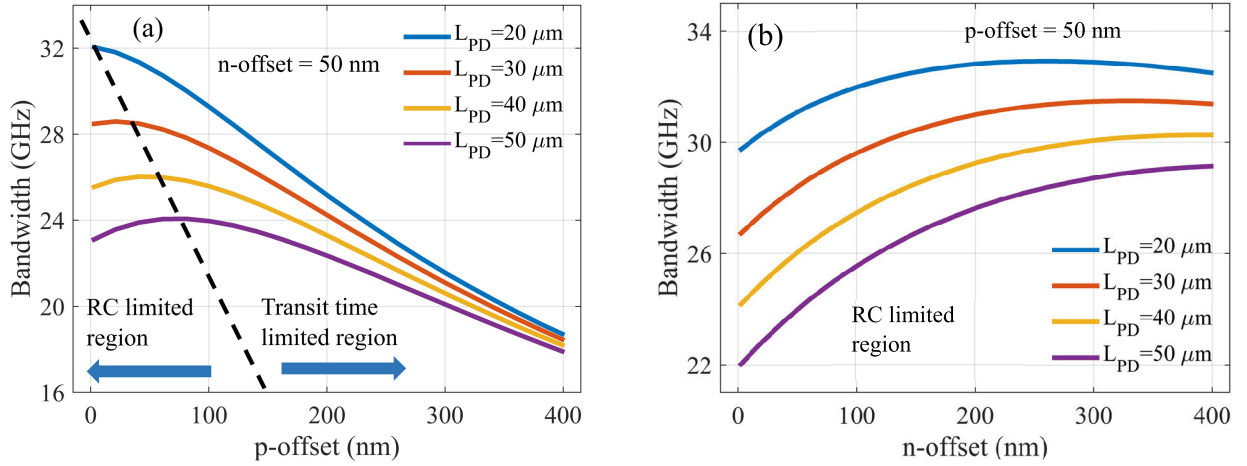 (a)
L_PD=20 μm
L_PD=30 μm
L_PD=40 μm
L_PD=50 μm
n-offset = 50 nm
32
28
24
20
16
Bandwidth (GHz)
RC limited
region
Transit time
limited region
0
100
200
300
400
p-offset (nm)
(b)
p-offset = 50 nm
34
30
26
22
Bandwidth (GHz)
RC limited
region
L_PD=20 μm
L_PD=30 μm
L_PD=40 μm
L_PD=50 μm
0
100
200
300
400
n-offset (nm)